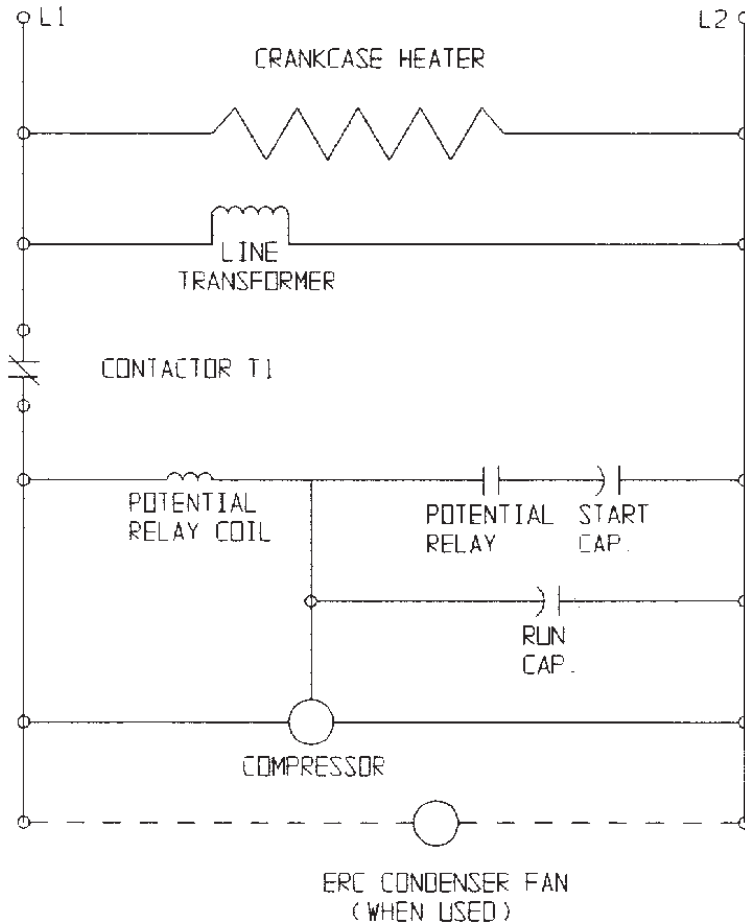 L1
L2
CRANKCASE HEATER
LINE
TRANSFORMER
CONTACTOR T1
POTENTIAL
RELAY COIL
POTENTIAL
RELAY
START
CAP.
RUN
CAP.
COMPRESSOR
ERC CONDENSER FAN
(WHEN USED)